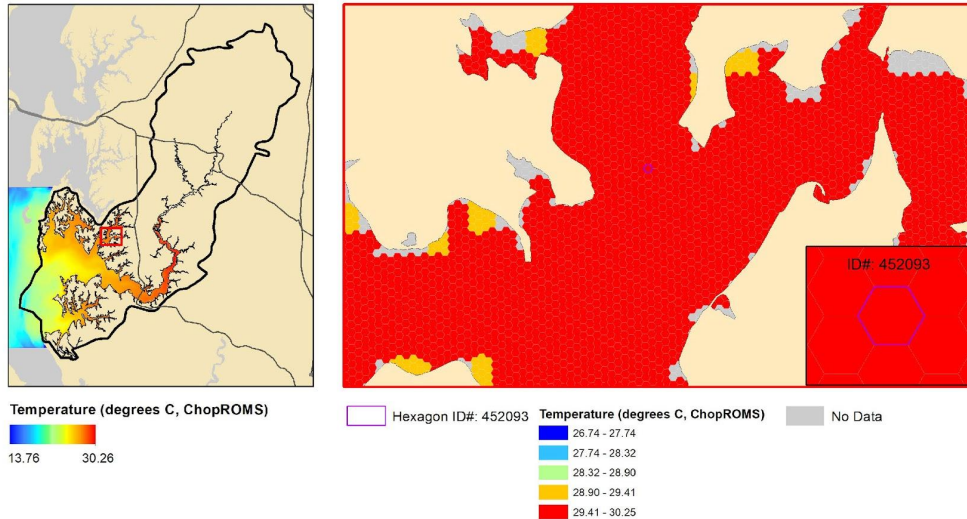 ID#: 452093
Temperature (degrees C, ChopROMS)
13.76 30.26
Hexagon ID#: 452093
Temperature (degrees C, ChopROMS)
26.74 - 27.74
27.74 - 28.32
28.32 - 28.90
28.90 - 29.41
29.41 - 30.25
No Data